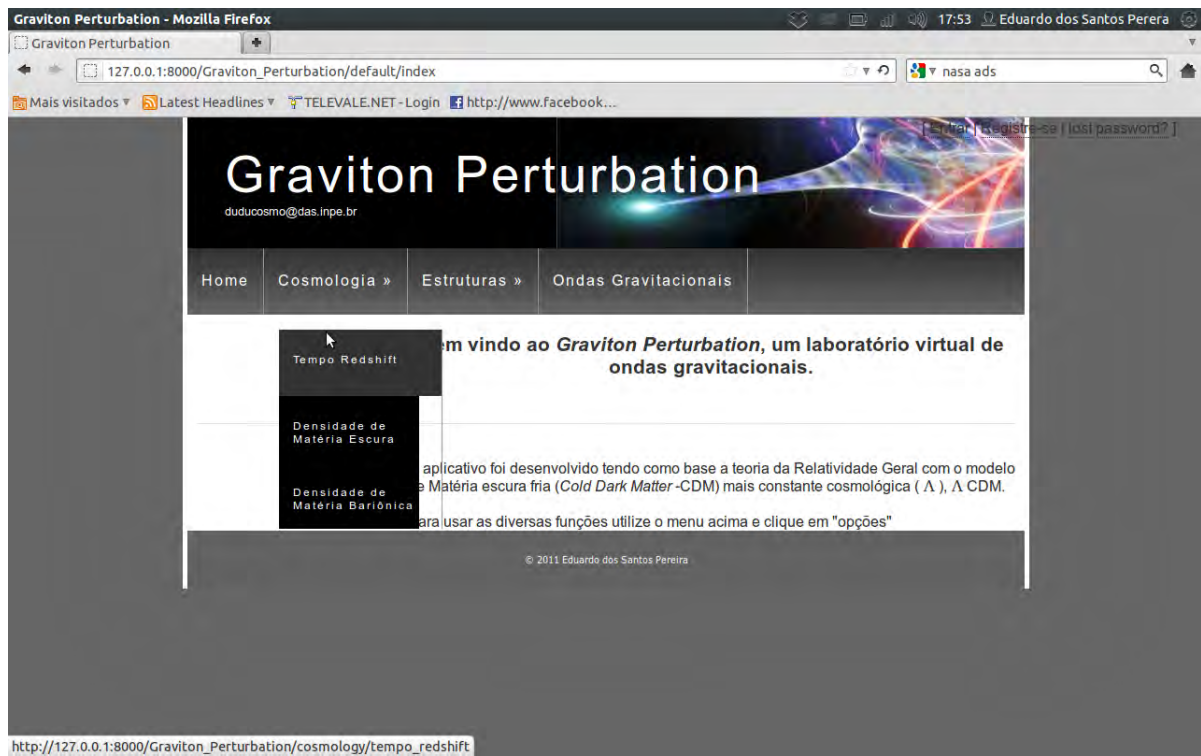 Graviton Perturbation - Mozilla Firefox
17:53 Eduardo dos Santos Perera
Graviton Perturbation
127.0.0.1:8000/Graviton_Perturbation/default/index
nasa ads
Mais visitados
Latest Headlines
TELEVALE.NET - Login
http://www.facebook...
[ Entrar | Registre-se | lost password? ]
Graviton Perturbation
duducosmo@das.inpe.br
Home
Cosmologia »
Estruturas »
Ondas Gravitacionais
Tempo Redshift
Densidade de
Matéria Escura
Densidade de
Matéria Bariônica
em vindo ao Graviton Perturbation, um laboratório virtual de
ondas gravitacionais.
aplicativo foi desenvolvido tendo como base a teoria da Relatividade Geral com o modelo
e Matéria escura fria (Cold Dark Matter -CDM) mais constante cosmológica ( Λ ), Λ CDM.
ara usar as diversas funções utilize o menu acima e clique em "opções"
© 2011 Eduardo dos Santos Pereira
http://127.0.0.1:8000/Graviton_Perturbation/cosmology/tempo_redshift